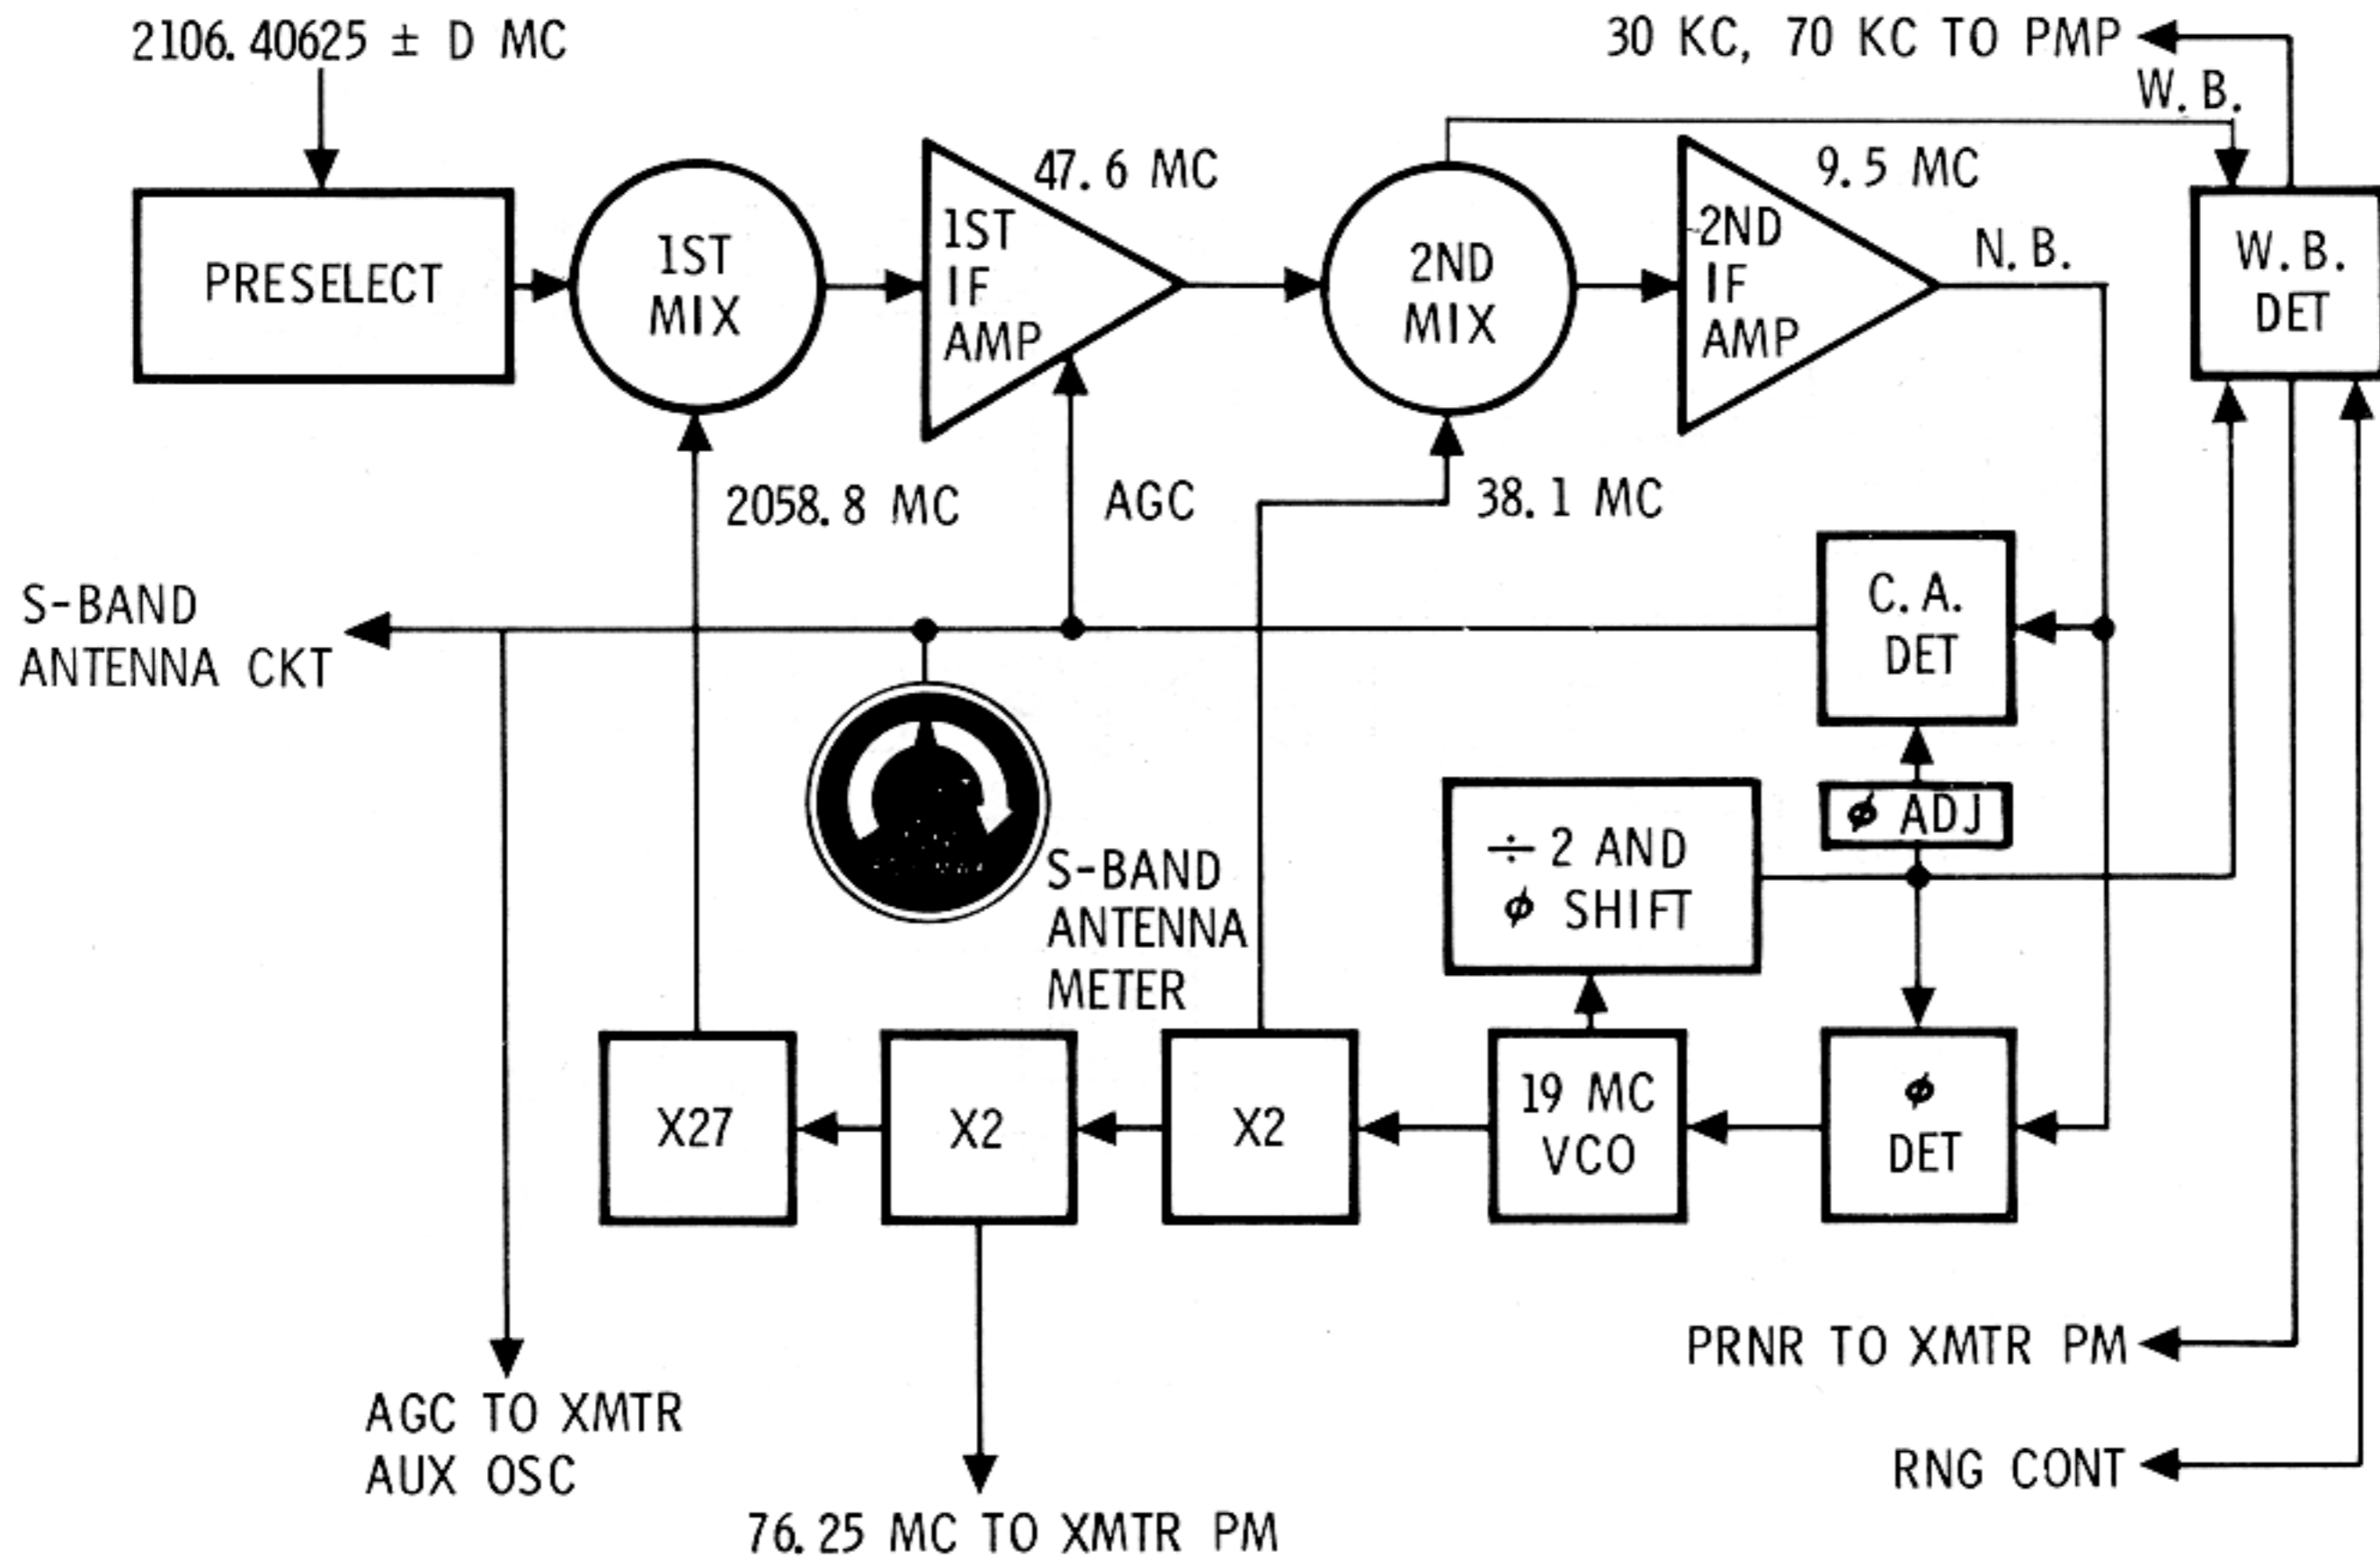 2106.40625 ± D MC
30 KC, 70 KC TO PMP
W.B.
PRESELECT
1ST
MIX
47.6 MC
1ST
IF
AMP
2ND
MIX
9.5 MC
2ND
IF
AMP
N.B.
W.B.
DET
2058.8 MC
AGC
38.1 MC
S-BAND
ANTENNA CKT
C.A.
DET
ϕ ADJ
÷ 2 AND
ϕ SHIFT
S-BAND
ANTENNA
METER
X27
X2
X2
19 MC
VCO
ϕ
DET
PRNR TO XMTR PM
AGC TO XMTR
AUX OSC
RNG CONT
76.25 MC TO XMTR PM